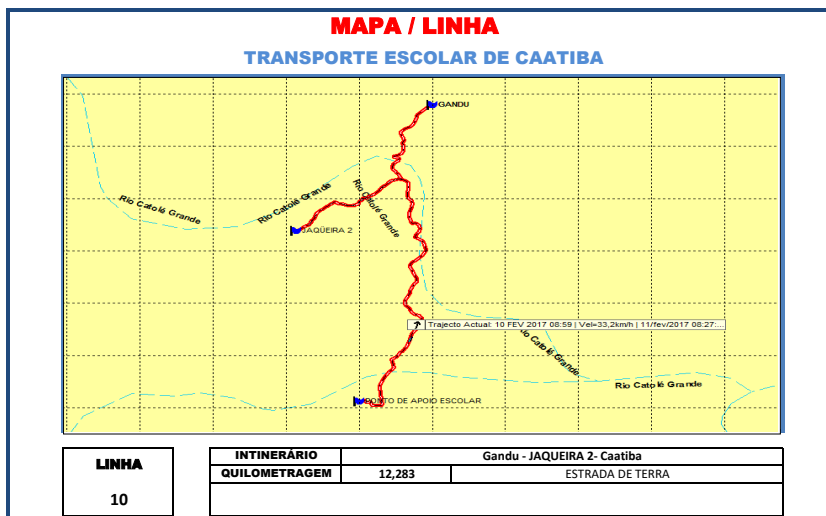 MAPA / LINHA
TRANSPORTE ESCOLAR DE CAATIBA
GANDU
Rio Catolé Grande
Rio Catolé Grande
Rio Catolé Grande
JAQUEIRA 2
Trajecto Actual: 10 FEV 2017 08:59 | Vel=33,2km/h | 11/fev/2017 08:27:...
Rio Catolé Grande
Rio Catolé Grande
PONTO DE APOIO ESCOLAR
LINHA
10
INTINERÁRIO Gandu - JAQUEIRA 2- Caatiba
QUILOMETRAGEM 12,283 ESTRADA DE TERRA